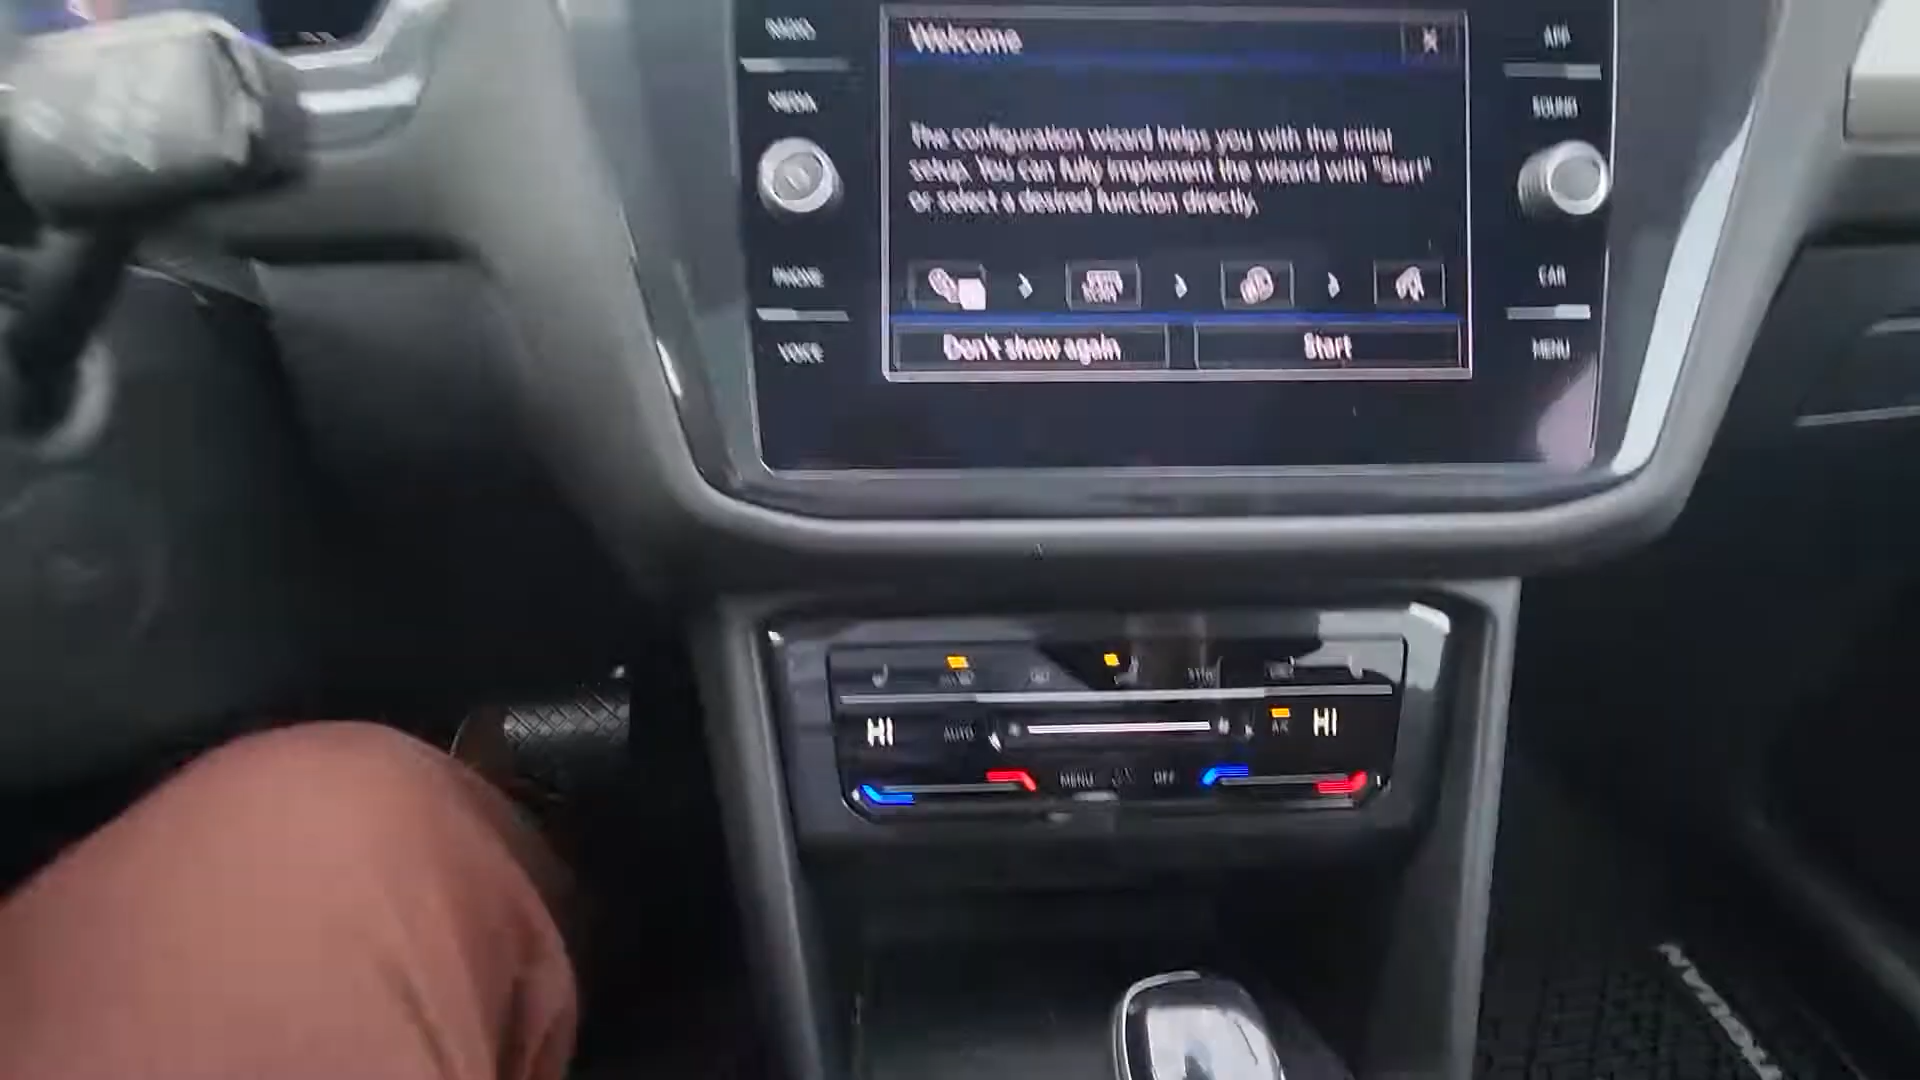 RADIO
MEDIA
PHONE
VOICE
Welcome
X
The configuration wizard helps you with the initial
setup. You can fully implement the wizard with "Start"
or select a desired function directly.
SCAN
Don't show again
Start
APP
SOUND
CAR
MENU
SYNC
HI
AUTO
A/C
HI
MENU
OFF